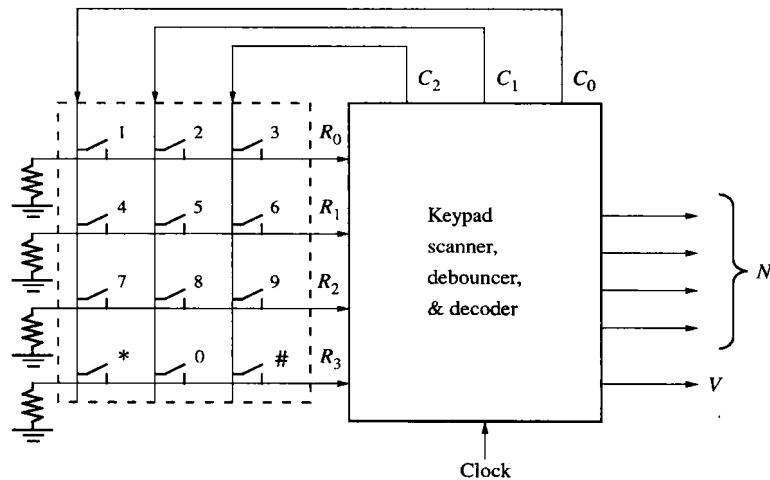 C₂ C₁ C₀
1 2 3 R₀
4 5 6 R₁
7 8 9 R₂
* 0 # R₃
Keypad
scanner,
debouncer,
& decoder
N
V
Clock